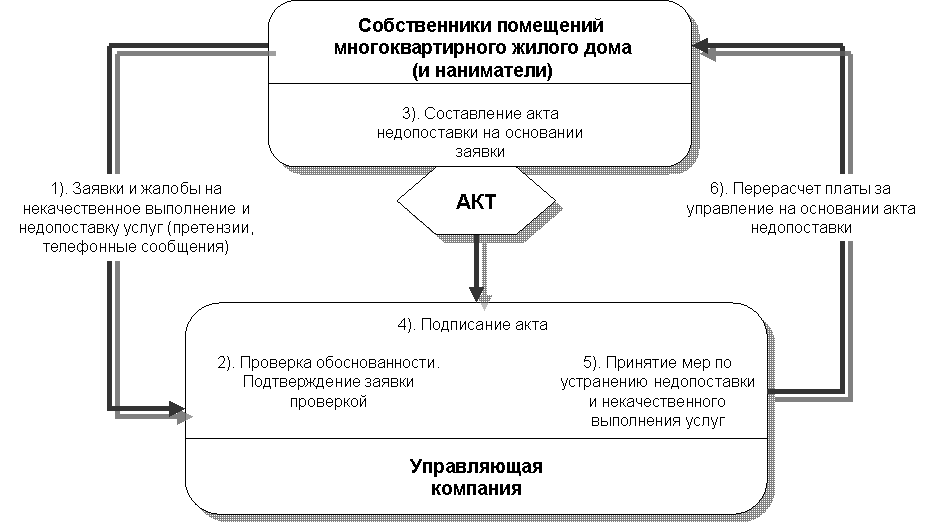 Собственники помещений
многоквартирного жилого дома
(и наниматели)
3). Составление акта
недопоставки на основании
заявки
1). Заявки и жалобы на
некачественное выполнение и
недопоставку услуг (претензии,
телефонные сообщения)
АКТ
6). Перерасчет платы за
управление на основании акта
недопоставки
4). Подписание акта
2). Проверка обоснованности.
Подтверждение заявки
проверкой
5). Принятие мер по
устранению недопоставки
и некачественного
выполнения услуг
Управляющая
компания